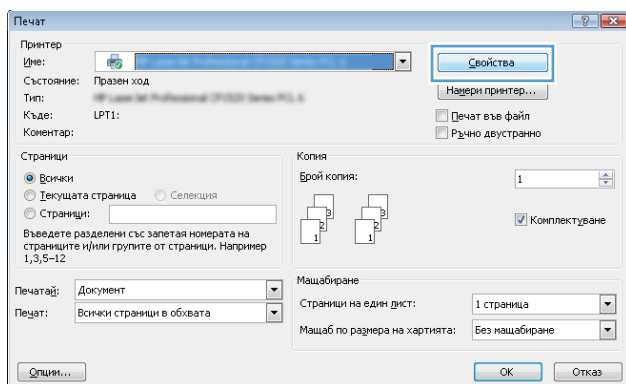 Печат
Принтер
Име:
Свойства
Състояние: Празен ход
Тип:
Намери принтер...
Къде: LPT1:
Печат във файл
Коментар:
Ръчно двустранно
Страници
Всички
Текущата страница Селекция
Страници:
Въведете разделени със запетая номерата на
страниците и/или групите от страници. Например
1,3,5–12
Копия
Брой копия: 1
Комплектуване
Печатай: Документ
Печат: Всички страници в обхвата
Мащабиране
Страници на един лист: 1 страница
Мащаб по размера на хартията: Без мащабиране
Опции...
OK
Отказ